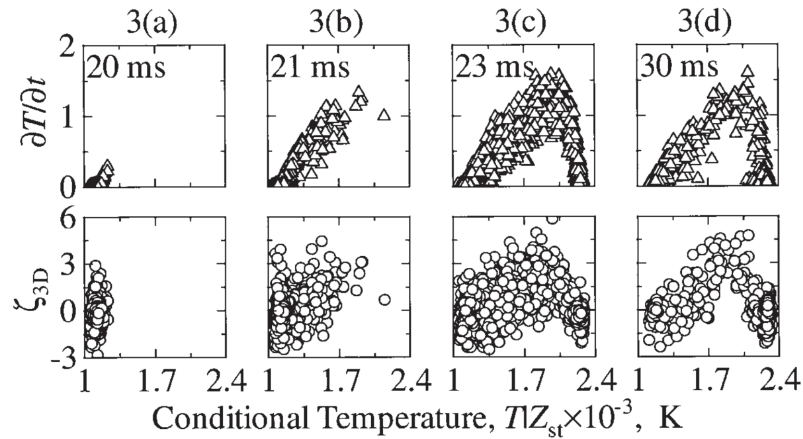 3(a) 3(b) 3(c) 3(d)
2
20 ms 21 ms 23 ms 30 ms
∂T/∂t
1
0
6
3
ζ3D
0
-3
1 1.7 2.4 1 1.7 2.4 1 1.7 2.4 1 1.7 2.4
Conditional Temperature, T|Zst×10-3, K